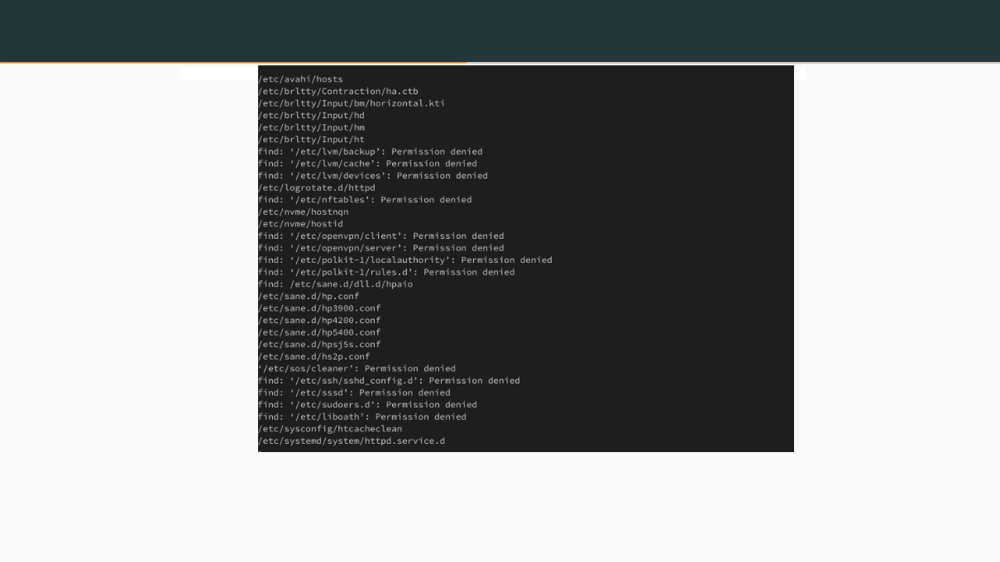 /etc/avahi/hosts
/etc/brltty/Contraction/ha.ctb
/etc/brltty/Input/bm/horizontal.kti
/etc/brltty/Input/hd
/etc/brltty/Input/hm
/etc/brltty/Input/ht
find: ‘/etc/lvm/backup’: Permission denied
find: ‘/etc/lvm/cache’: Permission denied
find: ‘/etc/lvm/devices’: Permission denied
/etc/logrotate.d/httpd
find: ‘/etc/nftables’: Permission denied
/etc/nvme/hostnqn
/etc/nvme/hostid
find: ‘/etc/openvpn/client’: Permission denied
find: ‘/etc/openvpn/server’: Permission denied
find: ‘/etc/polkit-1/localauthority’: Permission denied
find: ‘/etc/polkit-1/rules.d’: Permission denied
find: /etc/sane.d/dll.d/hpaio
/etc/sane.d/hp.conf
/etc/sane.d/hp3900.conf
/etc/sane.d/hp4200.conf
/etc/sane.d/hp5400.conf
/etc/sane.d/hpsj5s.conf
/etc/sane.d/hs2p.conf
‘/etc/sos/cleaner’: Permission denied
find: ‘/etc/ssh/sshd_config.d’: Permission denied
find: ‘/etc/sssd’: Permission denied
find: ‘/etc/sudoers.d’: Permission denied
find: ‘/etc/liboath’: Permission denied
/etc/sysconfig/htcacheclean
/etc/systemd/system/httpd.service.d